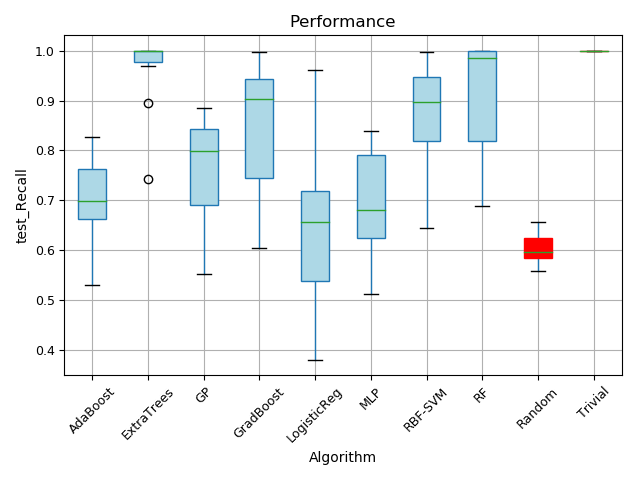 Performance
test_Recall
1.0
0.9
0.8
0.7
0.6
0.5
0.4
AdaBoost
ExtraTrees
GP
GradBoost
LogisticReg
MLP
RBF-SVM
RF
Random
Trivial
Algorithm